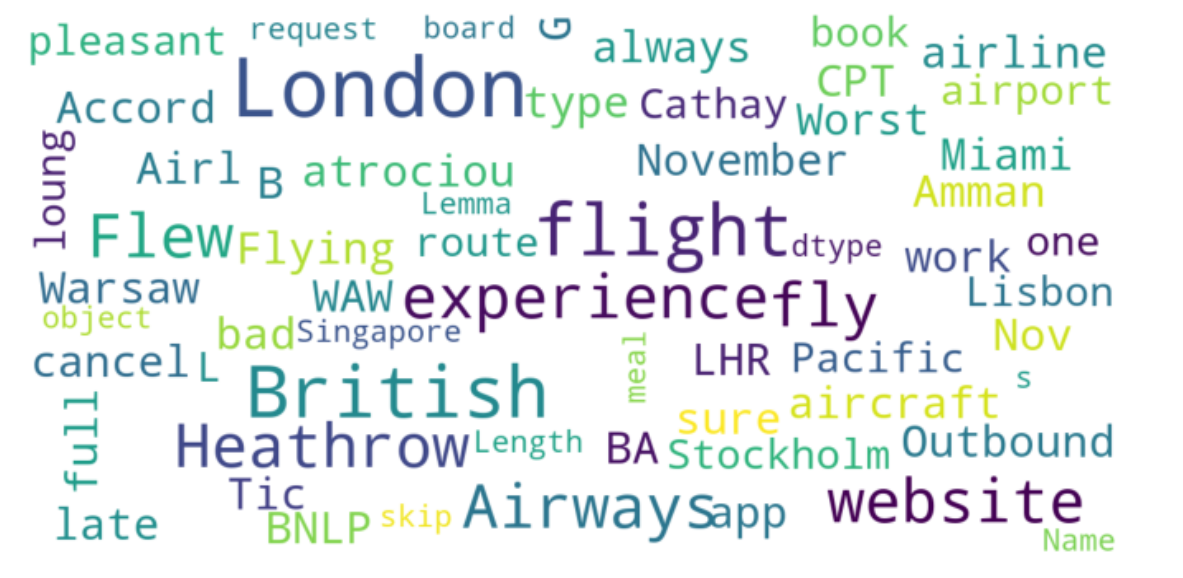 pleasant request board G always book airline
Accord London type Cathay CPT airport
Worst
loung Airl B atrociou November Miami
Lemma Amman
Flew Flying route flight dtype work one
Warsaw WAW experience fly Lisbon
object bad Singapore Nov
cancel L meal LHR Pacific s
full British sure aircraft
Heathrow Length BA Stockholm Outbound
Tic Airways app website
late BNLP skip Name